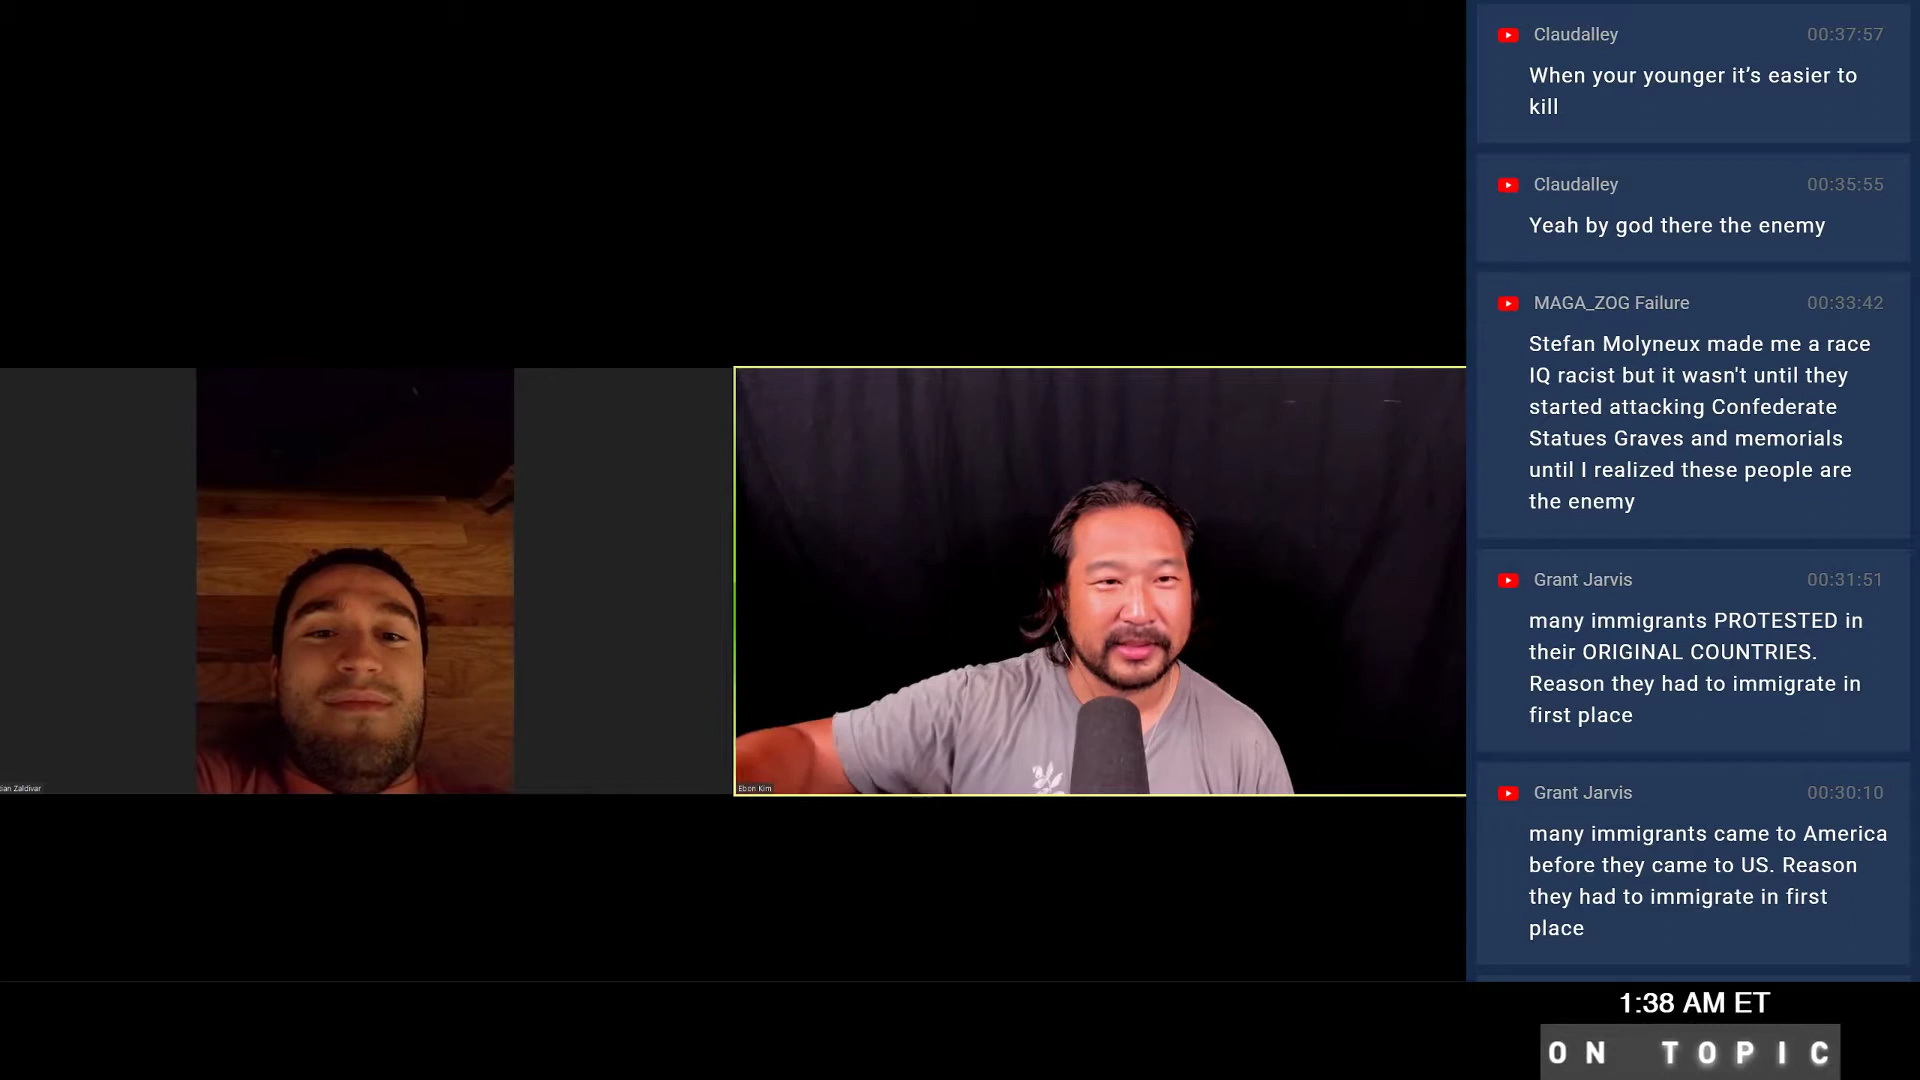 Claudalley 00:37:57
When your younger it’s easier to
kill
Claudalley 00:35:55
Yeah by god there the enemy
MAGA_ZOG Failure 00:33:42
Stefan Molyneux made me a race
IQ racist but it wasn't until they
started attacking Confederate
Statues Graves and memorials
until I realized these people are
the enemy
Grant Jarvis 00:31:51
many immigrants PROTESTED in
their ORIGINAL COUNTRIES.
Reason they had to immigrate in
first place
Grant Jarvis 00:30:10
many immigrants came to America
before they came to US. Reason
they had to immigrate in first
place
ian Zaldivar
Ebon Kim
1:38 AM ET
ON TOPIC